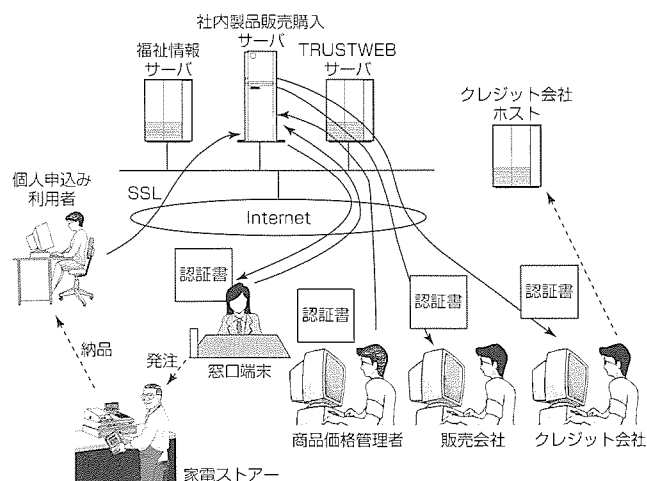 社内製品販売購入
サーバ
福祉情報
サーバ
TRUSTWEB
サーバ
クレジット会社
ホスト
個人申込み
利用者
SSL
Internet
認証書
認証書
認証書
認証書
納品
発注
窓口端末
商品価格管理者
販売会社
クレジット会社
家電ストアー